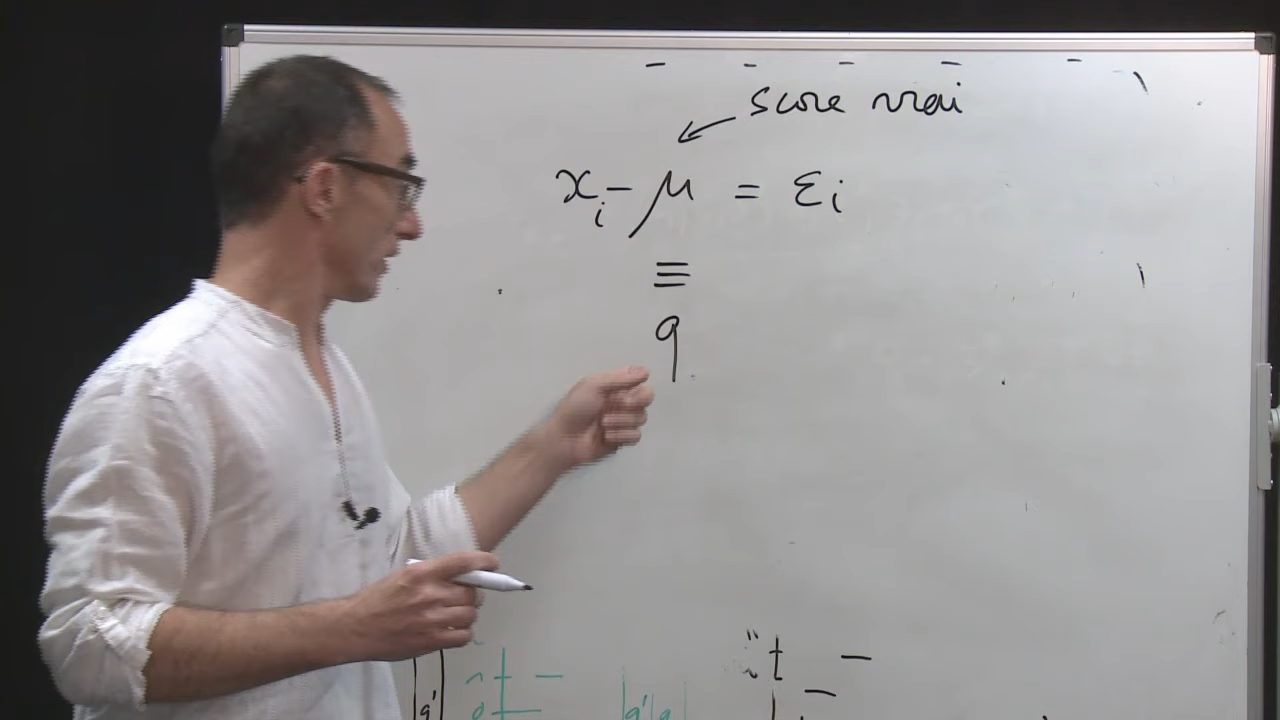 score vrai
xᵢ - μ = εᵢ
≡
q